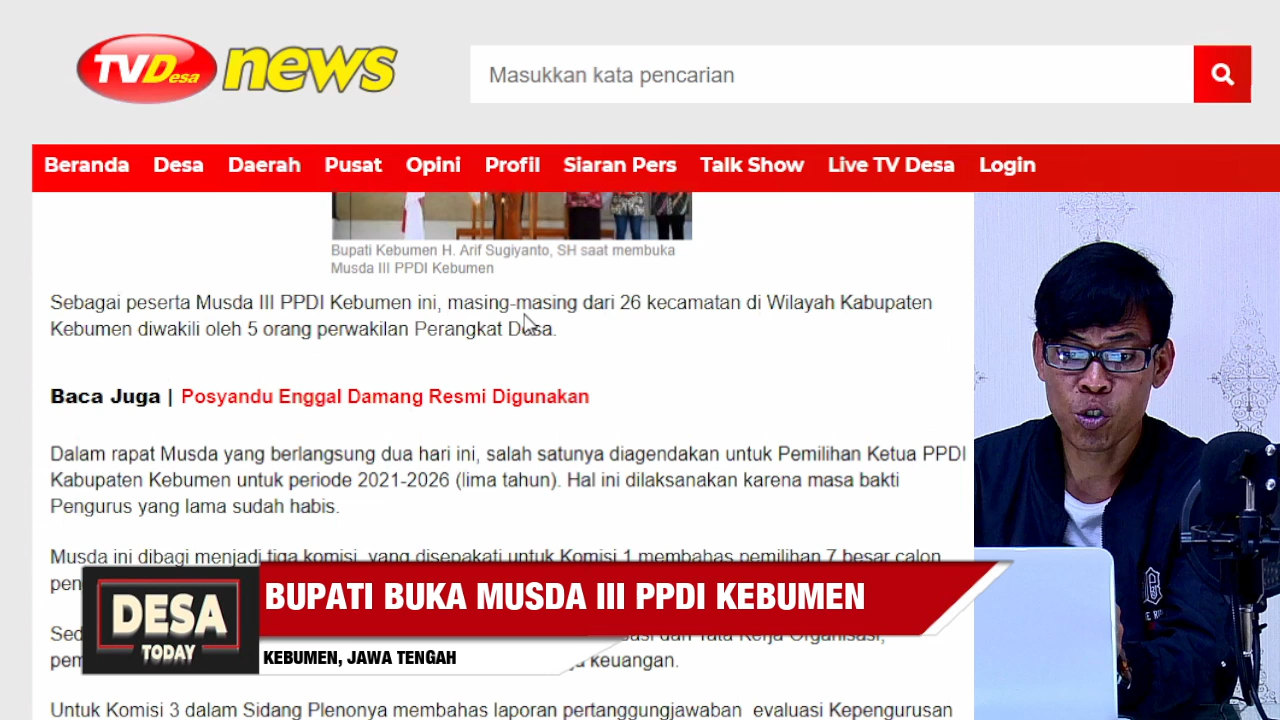 TVDesa news
Masukkan kata pencarian
Beranda Desa Daerah Pusat Opini Profil Siaran Pers Talk Show Live TV Desa Login
Bupati Kebumen H. Arif Sugiyanto, SH saat membuka
Musda III PPDI Kebumen
Sebagai peserta Musda III PPDI Kebumen ini, masing-masing dari 26 kecamatan di Wilayah Kabupaten
Kebumen diwakili oleh 5 orang perwakilan Perangkat Desa.
Baca Juga | Posyandu Enggal Damang Resmi Digunakan
Dalam rapat Musda yang berlangsung dua hari ini, salah satunya diagendakan untuk Pemilihan Ketua PPDI
Kabupaten Kebumen untuk periode 2021-2026 (lima tahun). Hal ini dilaksanakan karena masa bakti
Pengurus yang lama sudah habis.
Musda ini dibagi menjadi tiga komisi, yang disepakati untuk Komisi 1 membahas pemilihan 7 besar calon
BUPATI BUKA MUSDA III PPDI KEBUMEN
DESA
TODAY
dan Tata Kerja Organisasi,
KEBUMEN, JAWA TENGAH
keuangan.
Untuk Komisi 3 dalam Sidang Plenonya membahas laporan pertanggungjawaban evaluasi Kepengurusan